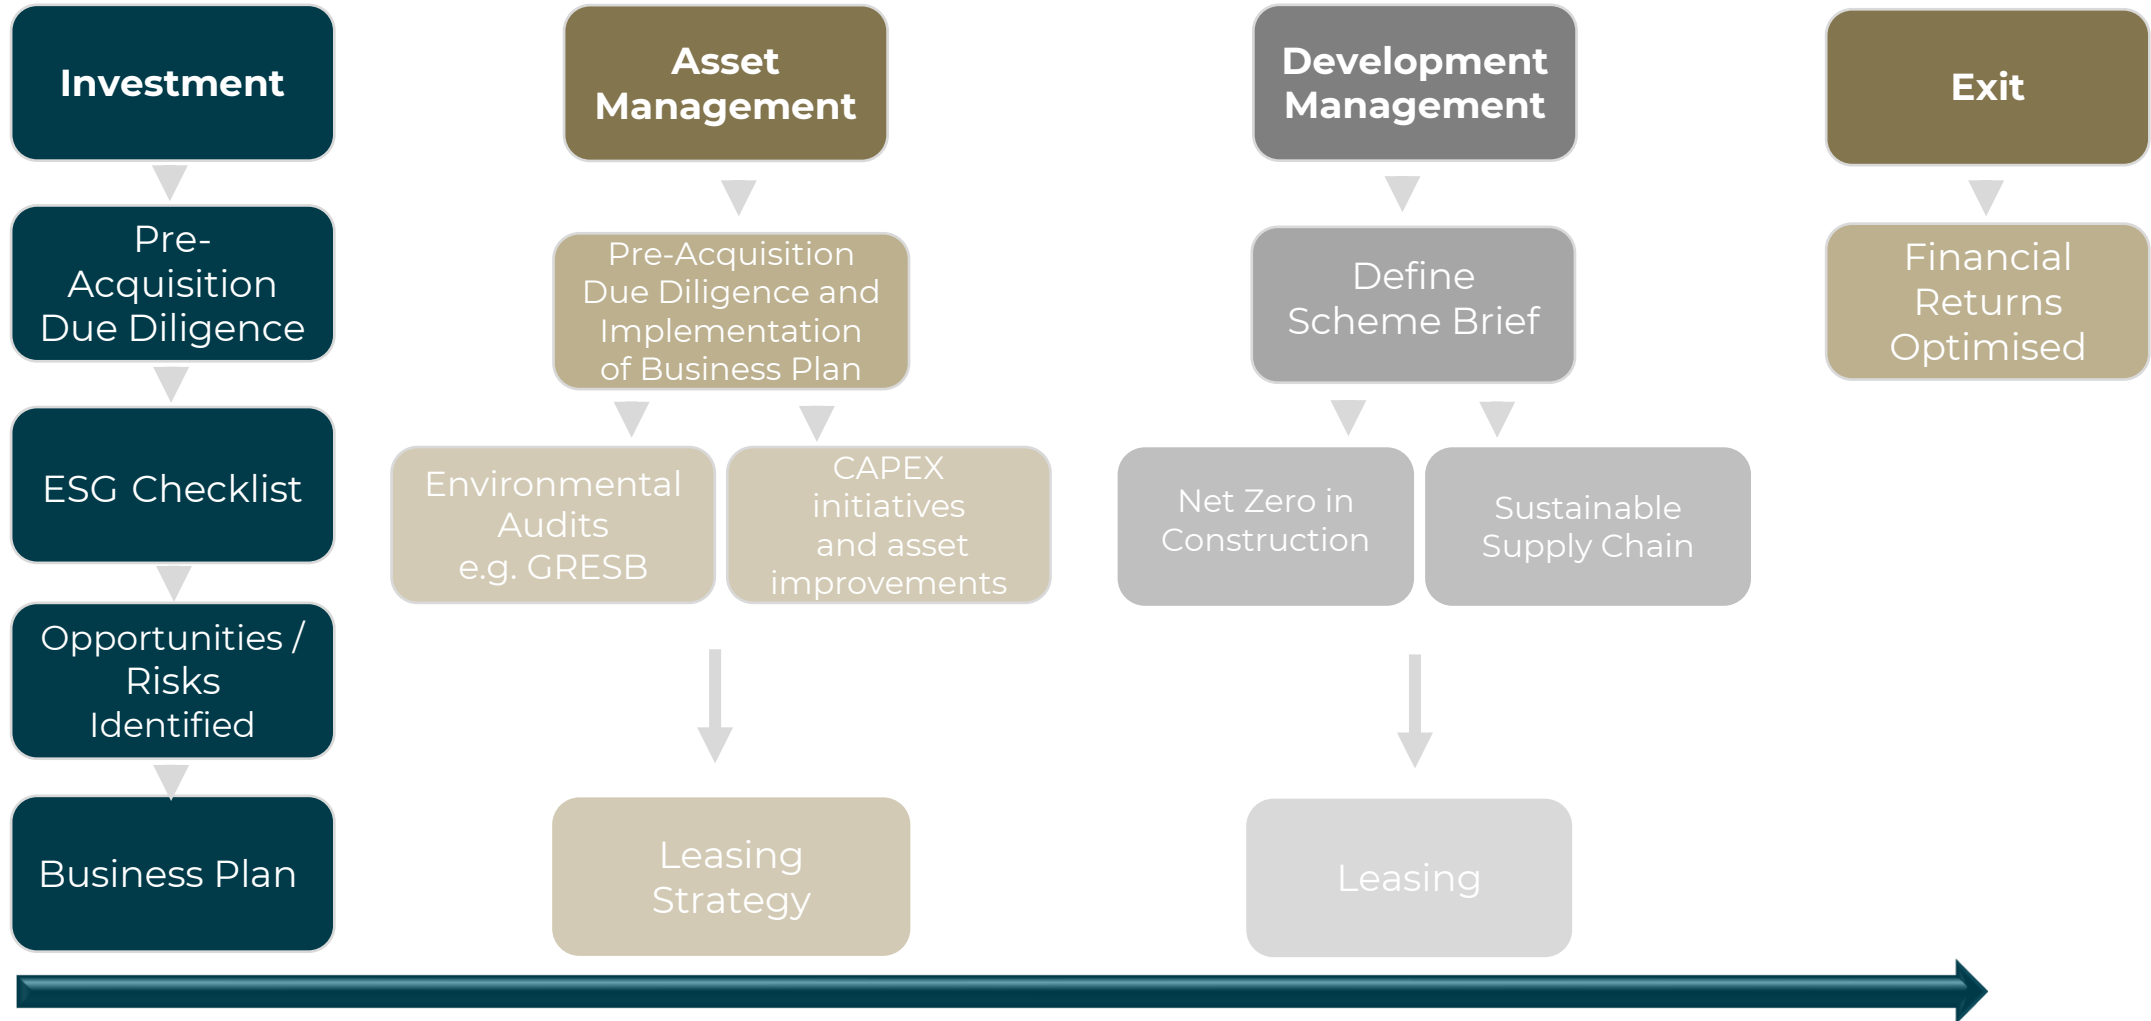 Investment
Pre-
Acquisition
Due Diligence
ESG Checklist
Opportunities /
Risks
Identified
Business Plan
Asset
Management
Pre-Acquisition
Due Diligence and
Implementation
of Business Plan
Environmental
Audits
e.g. GRESB
CAPEX
initiatives
and asset
improvements
Leasing
Strategy
Development
Management
Define
Scheme Brief
Net Zero in
Construction
Sustainable
Supply Chain
Leasing
Exit
Financial
Returns
Optimised